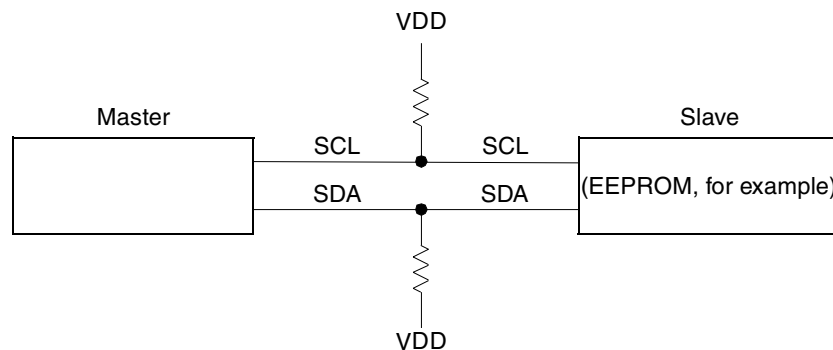 VDD
Master
Slave
SCL
SCL
SDA
SDA
(EEPROM, for example)
VDD